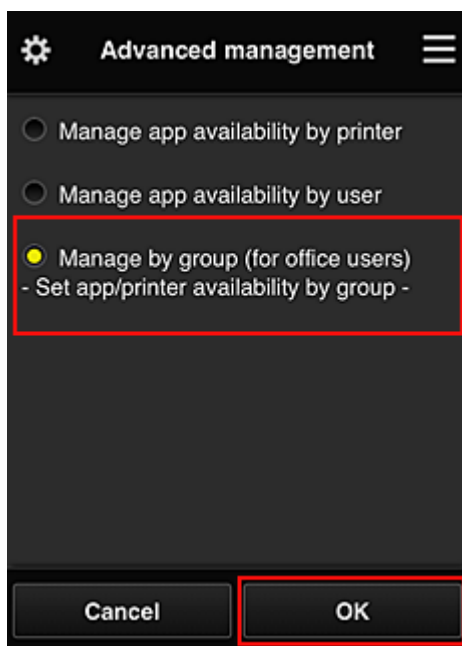 Advanced management
Manage app availability by printer
Manage app availability by user
Manage by group (for office users)
- Set app/printer availability by group -
Cancel
OK